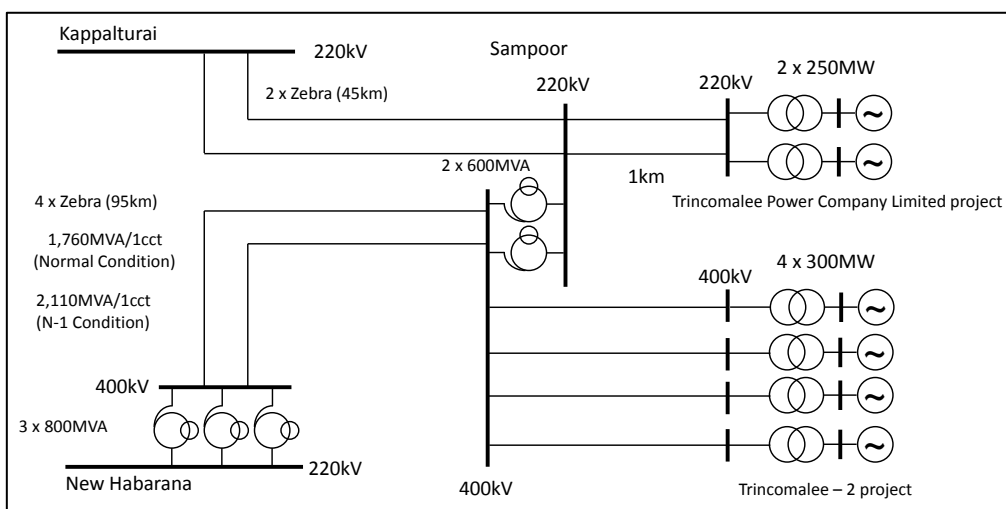 Kappalturai
220kV
Sampoor
220kV
220kV
2 x 250MW
~
~
2 x Zebra (45km)
2 x 600MVA
1km
Trincomalee Power Company Limited project
4 x Zebra (95km)
1,760MVA/1cct
(Normal Condition)
2,110MVA/1cct
(N-1 Condition)
400kV
4 x 300MW
~
~
~
~
400kV
3 x 800MVA
220kV
New Habarana
400kV
Trincomalee – 2 project